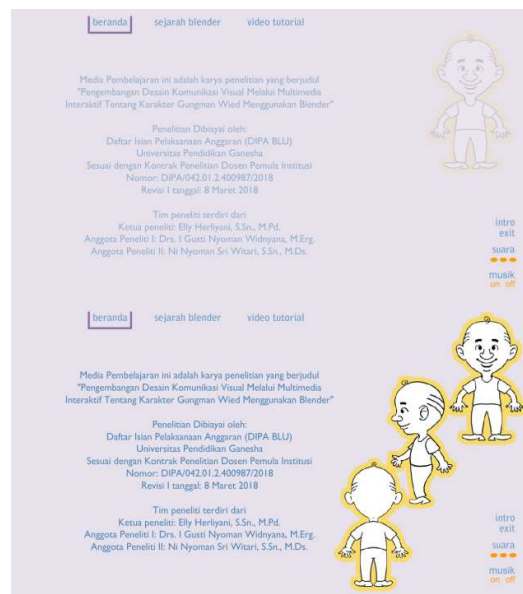 beranda sejarah blender video tutorial
Media Pembelajaran ini adalah karya penelitian yang berjudul
"Pengembangan Desain Komunikasi Visual Melalui Multimedia
Interaktif Tentang Karakter Gungman Wied Menggunakan Blender"
Penelitian Dibiayai oleh:
Daftar Isian Pelaksanaan Anggaran (DIPA BLU)
Universitas Pendidikan Ganesha
Sesuai dengan Kontrak Penelitian Dosen Pemula Institusi
Nomor: DIPA/042.01.2.400987/2018
Revisi I tanggal: 8 Maret 2018
Tim peneliti terdiri dari
Ketua peneliti: Elly Herliyani, S.Sn., M.Pd.
Anggota Peneliti I: Drs. I Gusti Nyoman Widnyana, M.Erg.
Anggota Peneliti II: Ni Nyoman Sri Witari, S.Sn., M.Ds.
intro
exit
suara
musik
on off
beranda sejarah blender video tutorial
Media Pembelajaran ini adalah karya penelitian yang berjudul
"Pengembangan Desain Komunikasi Visual Melalui Multimedia
Interaktif Tentang Karakter Gungman Wied Menggunakan Blender"
Penelitian Dibiayai oleh:
Daftar Isian Pelaksanaan Anggaran (DIPA BLU)
Universitas Pendidikan Ganesha
Sesuai dengan Kontrak Penelitian Dosen Pemula Institusi
Nomor: DIPA/042.01.2.400987/2018
Revisi I tanggal: 8 Maret 2018
Tim peneliti terdiri dari
Ketua peneliti: Elly Herliyani, S.Sn., M.Pd.
Anggota Peneliti I: Drs. I Gusti Nyoman Widnyana, M.Erg.
Anggota Peneliti II: Ni Nyoman Sri Witari, S.Sn., M.Ds.
intro
exit
suara
musik
on off